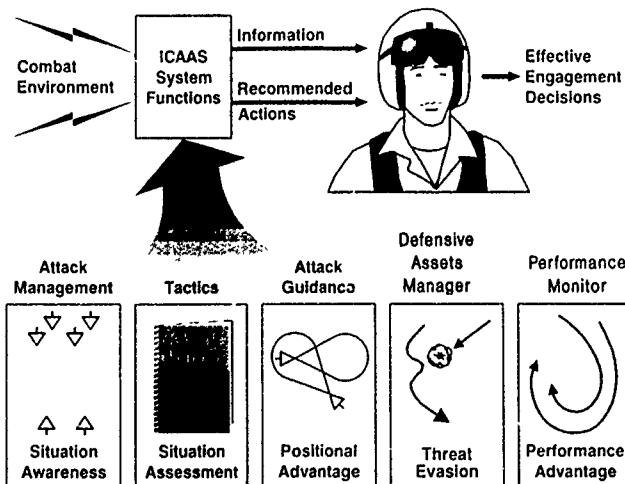 Combat
Environment
ICAAS
System
Functions
Information
Recommended
Actions
Effective
Engagement
Decisions
Attack
Management
Tactics
Attack
Guidance
Defensive
Assets
Manager
Performance
Monitor
Situation
Awareness
Situation
Assessment
Positional
Advantage
Threat
Evasion
Performance
Advantage